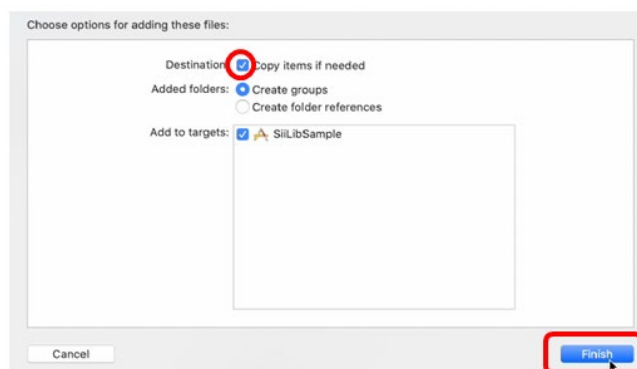 Choose options for adding these files:
Destination: Copy items if needed
Added folders: Create groups
Create folder references
Add to targets: SiiLibSample
Cancel Finish